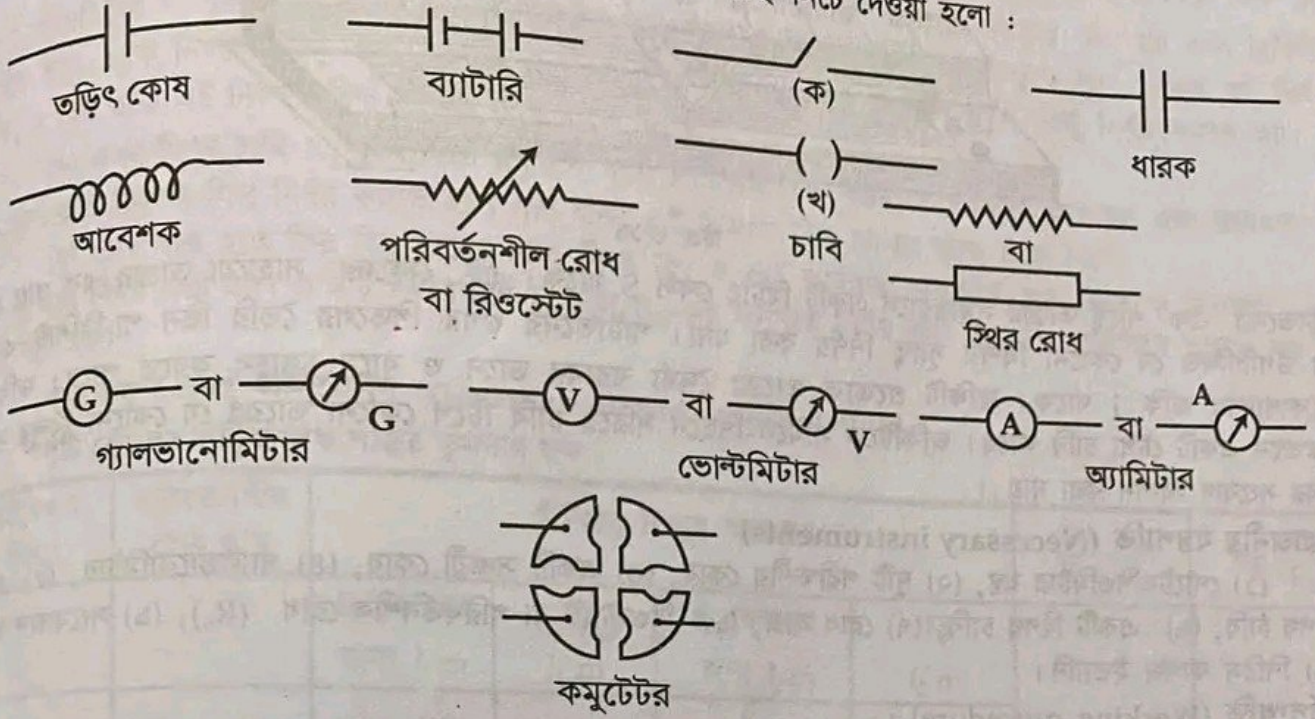 দেওয়া হলো :
তড়িৎ কোষ
ব্যাটারি
(ক)
ধারক
আবেশক
পরিবর্তনশীল রোধ
বা রিওস্টেট
(খ)
চাবি
বা
স্থির রোধ
G বা G
গ্যালভানোমিটার
V বা V
ভোল্টমিটার
A বা A
অ্যামিটার
কমুটেটর